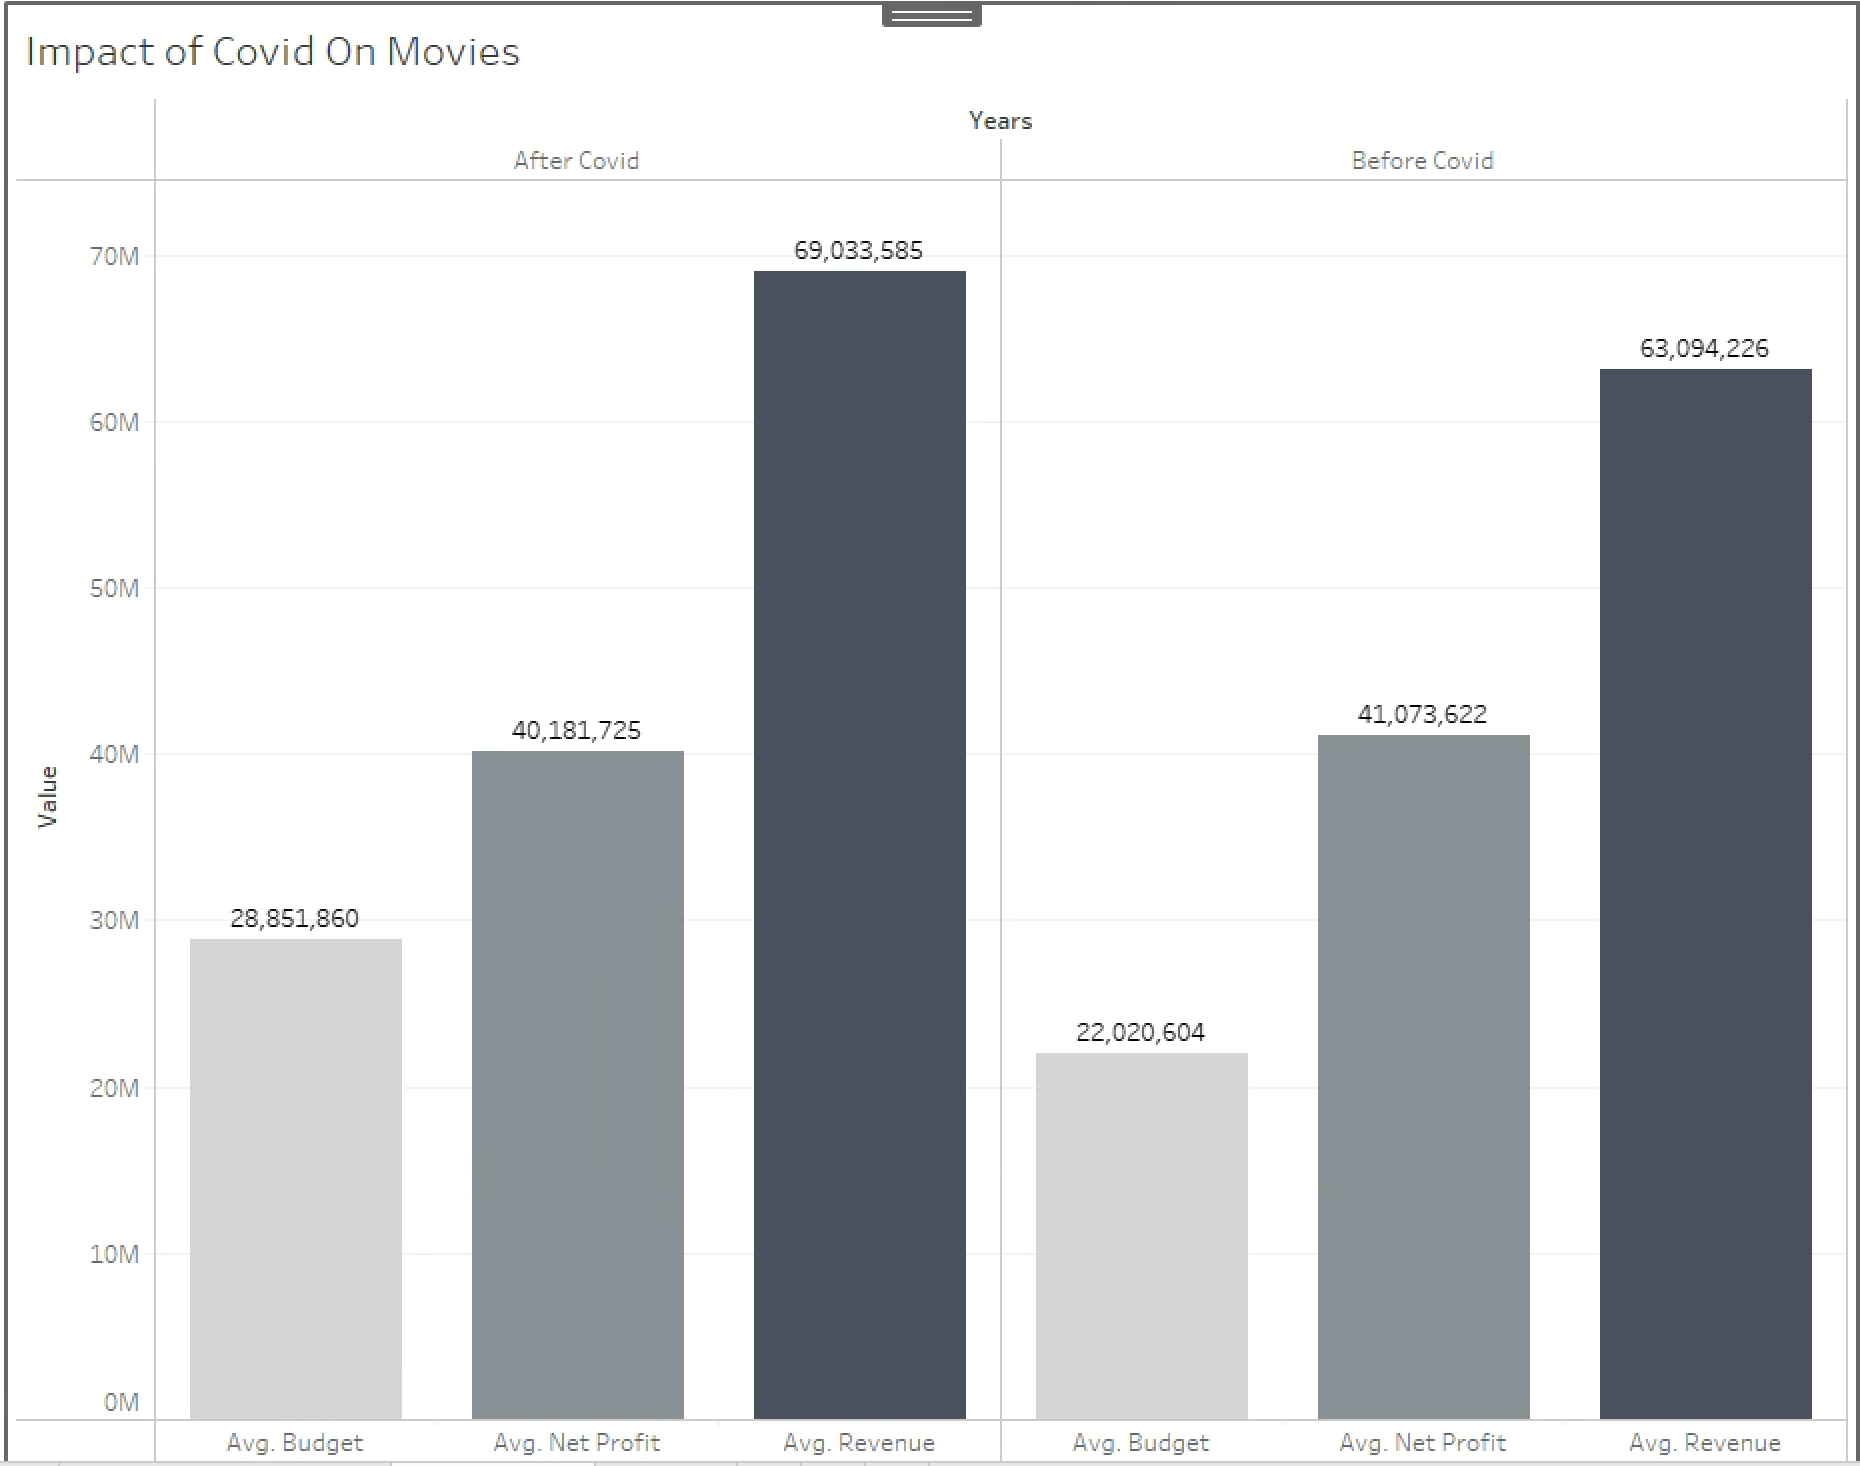 Impact of Covid On Movies
Years
After Covid
Before Covid
Value
70M
60M
50M
40M
30M
20M
10M
0M
28,851,860
40,181,725
69,033,585
22,020,604
41,073,622
63,094,226
Avg. Budget
Avg. Net Profit
Avg. Revenue
Avg. Budget
Avg. Net Profit
Avg. Revenue